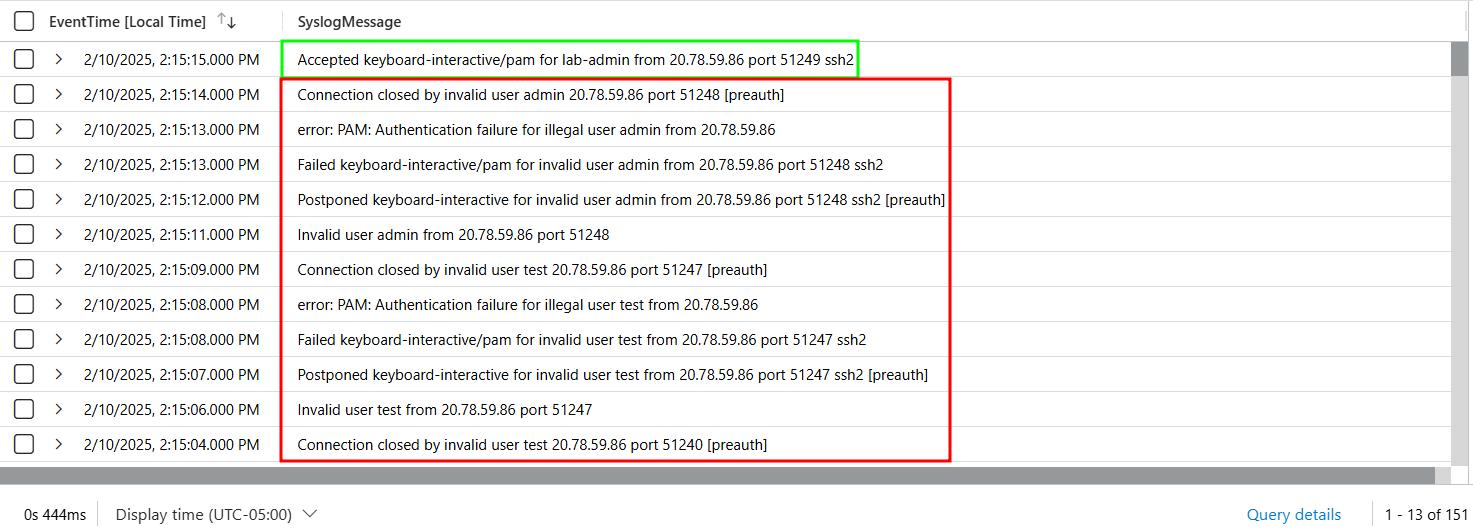 EventTime [Local Time] SyslogMessage
2/10/2025, 2:15:15.000 PM Accepted keyboard-interactive/pam for lab-admin from 20.78.59.86 port 51249 ssh2
2/10/2025, 2:15:14.000 PM Connection closed by invalid user admin 20.78.59.86 port 51248 [preauth]
2/10/2025, 2:15:13.000 PM error: PAM: Authentication failure for illegal user admin from 20.78.59.86
2/10/2025, 2:15:13.000 PM Failed keyboard-interactive/pam for invalid user admin from 20.78.59.86 port 51248 ssh2
2/10/2025, 2:15:12.000 PM Postponed keyboard-interactive for invalid user admin from 20.78.59.86 port 51248 ssh2 [preauth]
2/10/2025, 2:15:11.000 PM Invalid user admin from 20.78.59.86 port 51248
2/10/2025, 2:15:09.000 PM Connection closed by invalid user test 20.78.59.86 port 51247 [preauth]
2/10/2025, 2:15:08.000 PM error: PAM: Authentication failure for illegal user test from 20.78.59.86
2/10/2025, 2:15:08.000 PM Failed keyboard-interactive/pam for invalid user test from 20.78.59.86 port 51247 ssh2
2/10/2025, 2:15:07.000 PM Postponed keyboard-interactive for invalid user test from 20.78.59.86 port 51247 ssh2 [preauth]
2/10/2025, 2:15:06.000 PM Invalid user test from 20.78.59.86 port 51247
2/10/2025, 2:15:04.000 PM Connection closed by invalid user test 20.78.59.86 port 51240 [preauth]
0s 444ms Display time (UTC-05:00) Query details 1 - 13 of 151